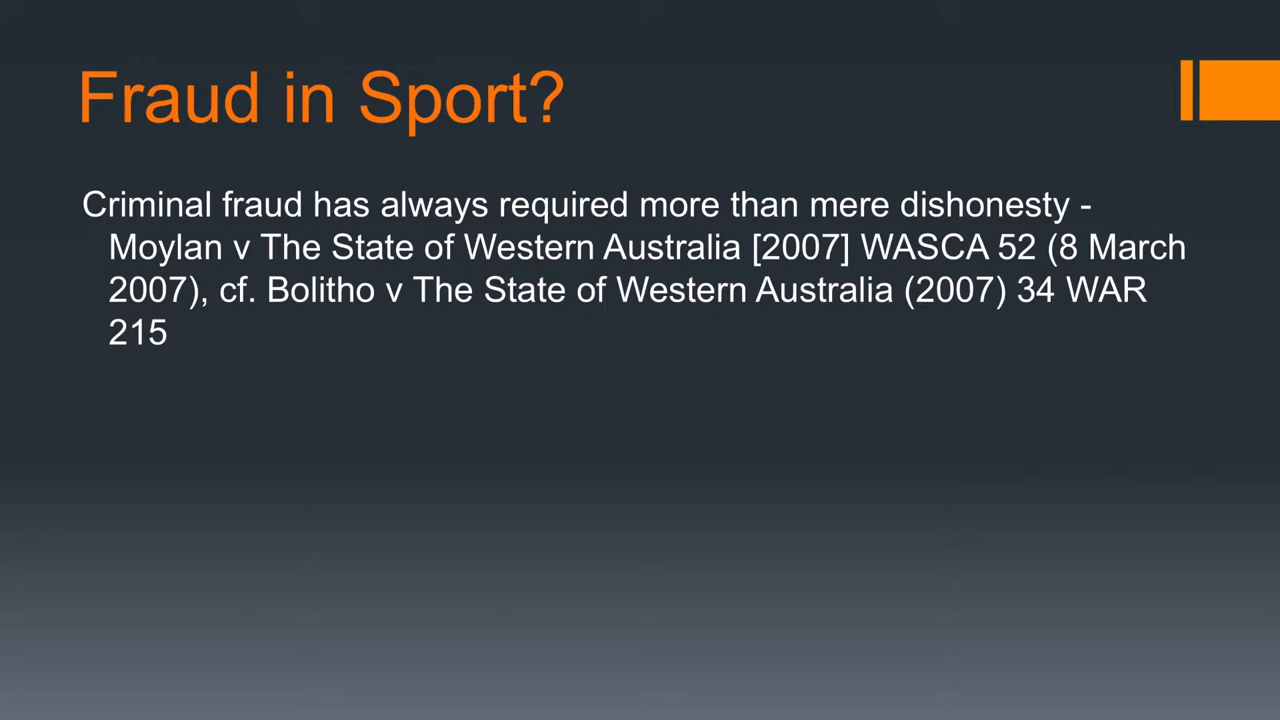 Fraud in Sport?
Criminal fraud has always required more than mere dishonesty -
Moylan v The State of Western Australia [2007] WASCA 52 (8 March
2007), cf. Bolitho v The State of Western Australia (2007) 34 WAR
215